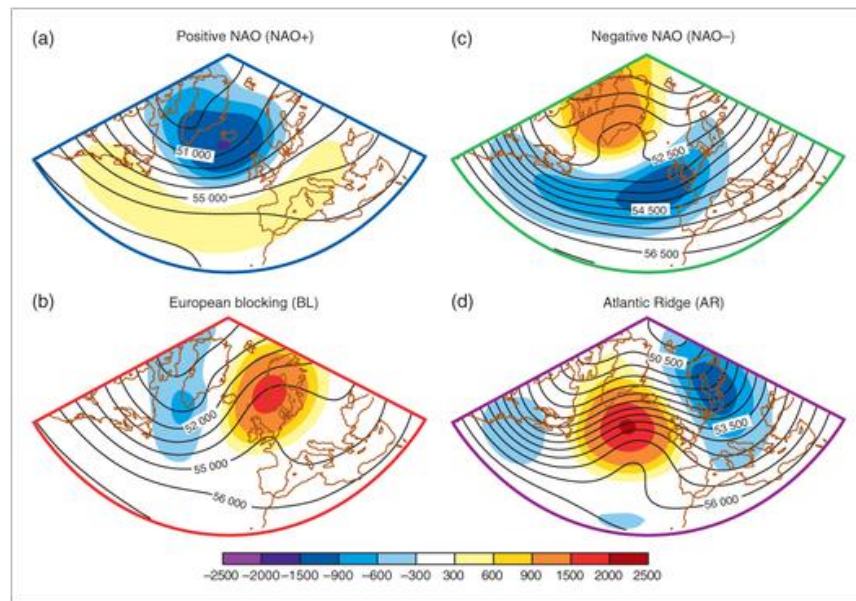 (a) Positive NAO (NAO+)
51 000
55 000
(c) Negative NAO (NAO–)
52 500
54 500
56 500
(b) European blocking (BL)
52 000
55 000
56 000
(d) Atlantic Ridge (AR)
50 500
53 500
56 000
–2500 –2000 –1500 –900 –600 –300 300 600 900 1500 2000 2500